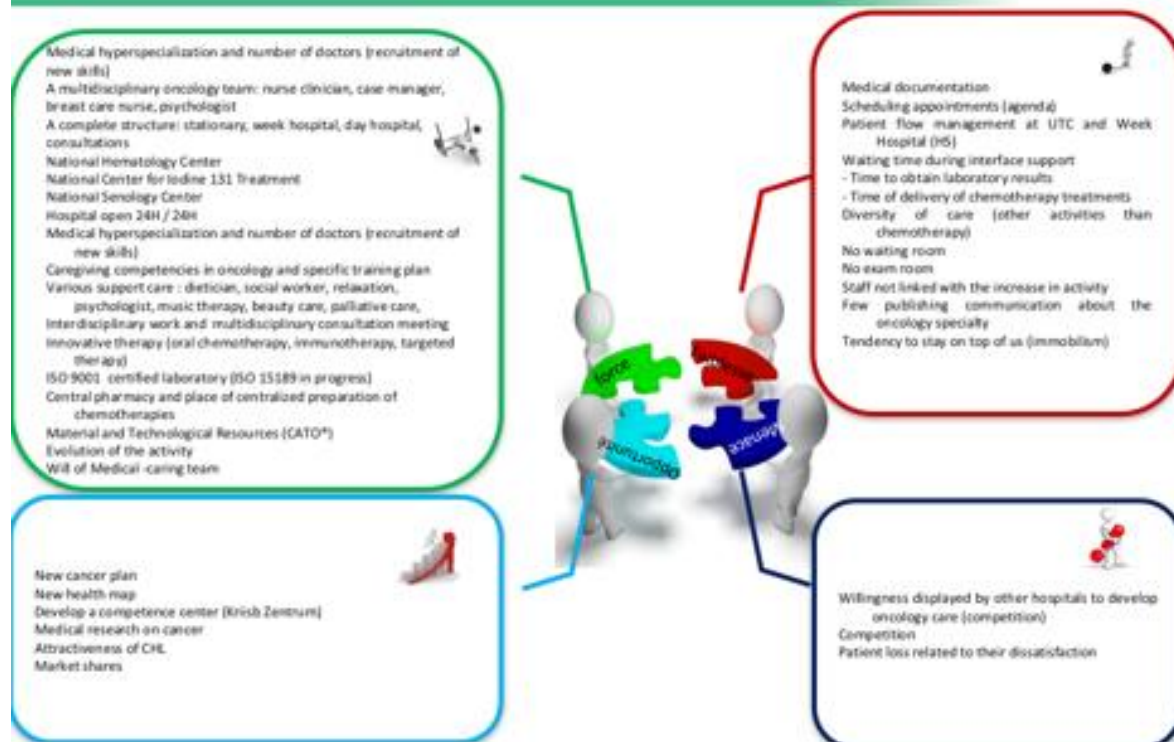 Medical hyperspecialization and number of doctors (recruitment of
new skills)
A multidisciplinary oncology team: nurse clinician, case manager,
breast care nurse, psychologist
A complete structure: stationary, week hospital, day hospital,
consultations
National Hematology Center
National Center for Iodine 131 Treatment
National Senology Center
Hospital open 24H / 24H
Medical hyperspecialization and number of doctors (recruitment of
new skills)
Caregiving competencies in oncology and specific training plan
Various support care : dietician, social worker, relaxation,
psychologist, music therapy, beauty care, palliative care,
Interdisciplinary work and multidisciplinary consultation meeting
Innovative therapy (oral chemotherapy, immunotherapy, targeted
therapy)
ISO 9001 certified laboratory (ISO 15189 in progress)
Central pharmacy and place of centralized preparation of
chemotherapies
Material and Technological Resources (CATO®)
Evolution of the activity
Will of Medical -caring team
Medical documentation
Scheduling appointments (agenda)
Patient flow management at UTC and Week
Hospital (HS)
Waiting time during interface support
- Time to obtain laboratory results
- Time of delivery of chemotherapy treatments
Diversity of care (other activities than
chemotherapy)
No waiting room
No exam room
Staff not linked with the increase in activity
Few publishing communication about the
oncology specialty
Tendency to stay on top of us (immobilism)
force
Opportunité
Menace
New cancer plan
New health map
Develop a competence center (Kriisb Zentrum)
Medical research on cancer
Attractiveness of CHL
Market shares
Willingness displayed by other hospitals to develop
oncology care (competition)
Competition
Patient loss related to their dissatisfaction